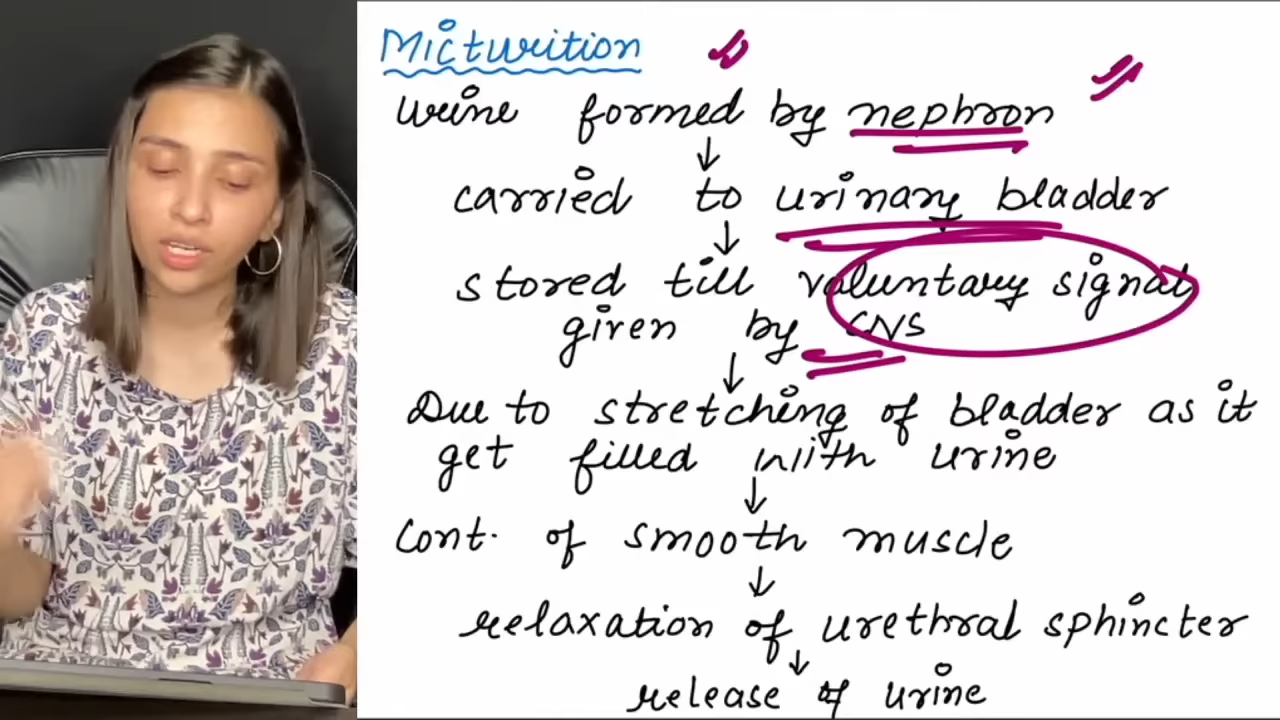 Micturition
urine formed by nephron
↓
carried to urinary bladder
↓
stored till voluntary signal
given by CNS
↓
Due to stretching of bladder as it
get filled with urine
↓
Cont. of smooth muscle
↓
relaxation of urethral sphincter
↓
release of urine